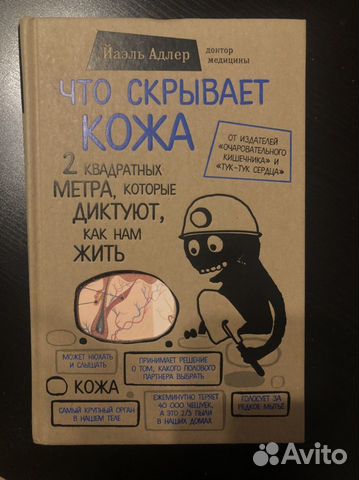 Йаэль Адлер
доктор
медицины
ЧТО СКРЫВАЕТ
КОЖА
ОТ ИЗДАТЕЛЕЙ
«ОЧАРОВАТЕЛЬНОГО
КИШЕЧНИКА» И
«ТУК-ТУК СЕРДЦА»
2 КВАДРАТНЫХ
МЕТРА, КОТОРЫЕ
ДИКТУЮТ,
КАК НАМ
ЖИТЬ
МОЖЕТ НЮХАТЬ
И СЛЫШАТЬ
ПРИНИМАЕТ РЕШЕНИЕ
О ТОМ, КАКОГО ПОЛОВОГО
ПАРТНЕРА ВЫБРАТЬ
КОЖА
САМЫЙ КРУПНЫЙ ОРГАН
В НАШЕМ ТЕЛЕ
ЕЖЕМИНУТНО ТЕРЯЕТ
40 000 ЧЕШУЕК,
А ЭТО 2/3 ПЫЛИ
В НАШИХ ДОМАХ
ГОЛОСУЕТ ЗА
РЕДКОЕ МЫТЬЕ
Avito